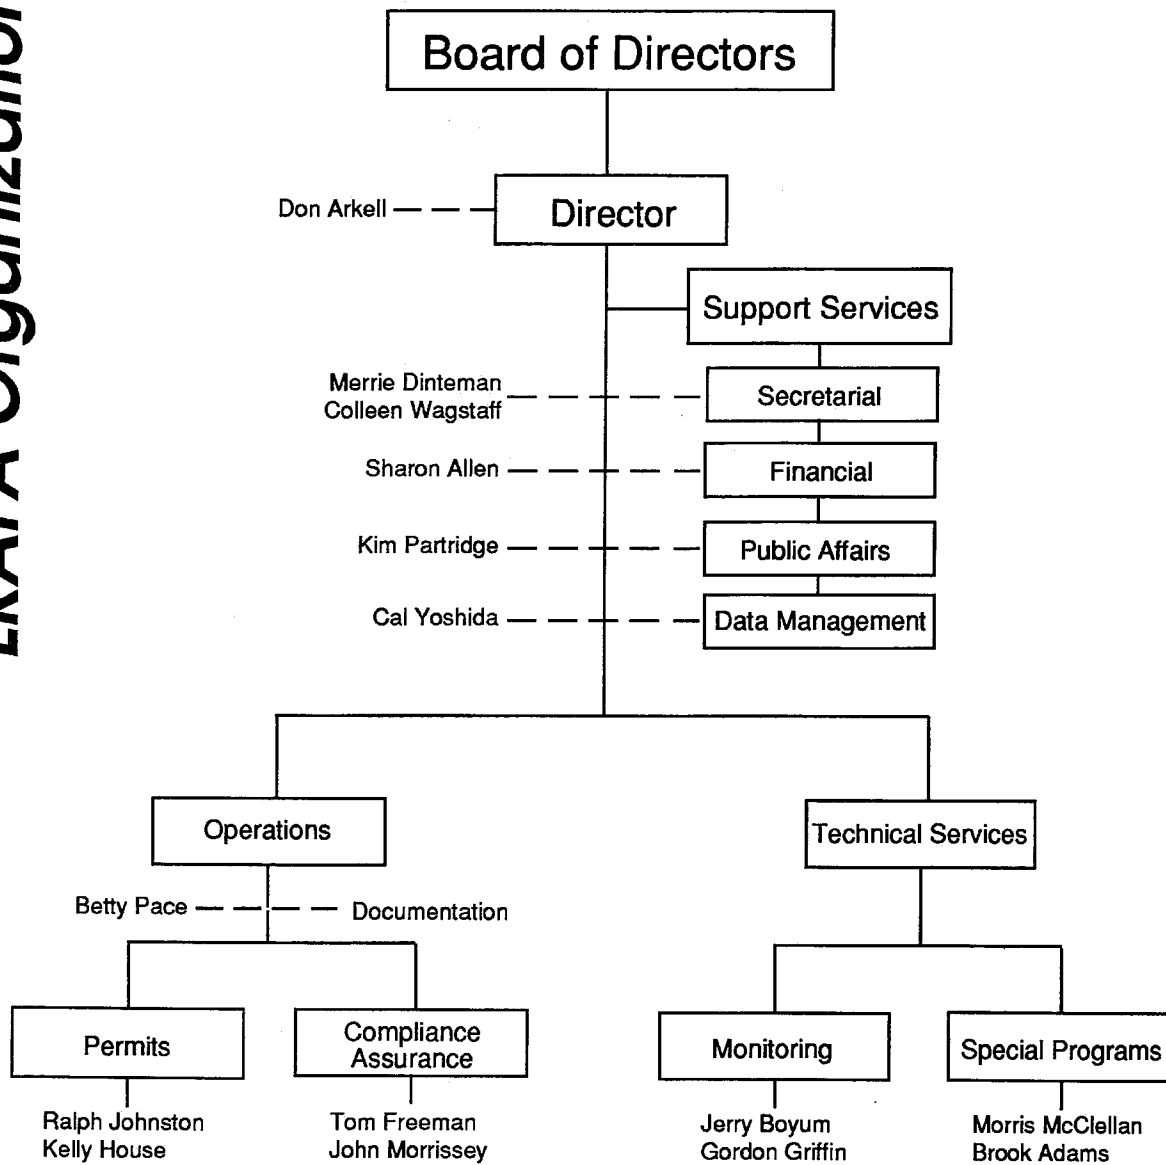 LRAPA Organization
Board of Directors
Don Arkell
Director
Support Services
Merrie Dinteman
Colleen Wagstaff
Secretarial
Sharon Allen
Financial
Kim Partridge
Public Affairs
Cal Yoshida
Data Management
Operations
Technical Services
Betty Pace
Documentation
Permits
Compliance
Assurance
Monitoring
Special Programs
Ralph Johnston
Kelly House
Tom Freeman
John Morrissey
Jerry Boyum
Gordon Griffin
Morris McClellan
Brook Adams